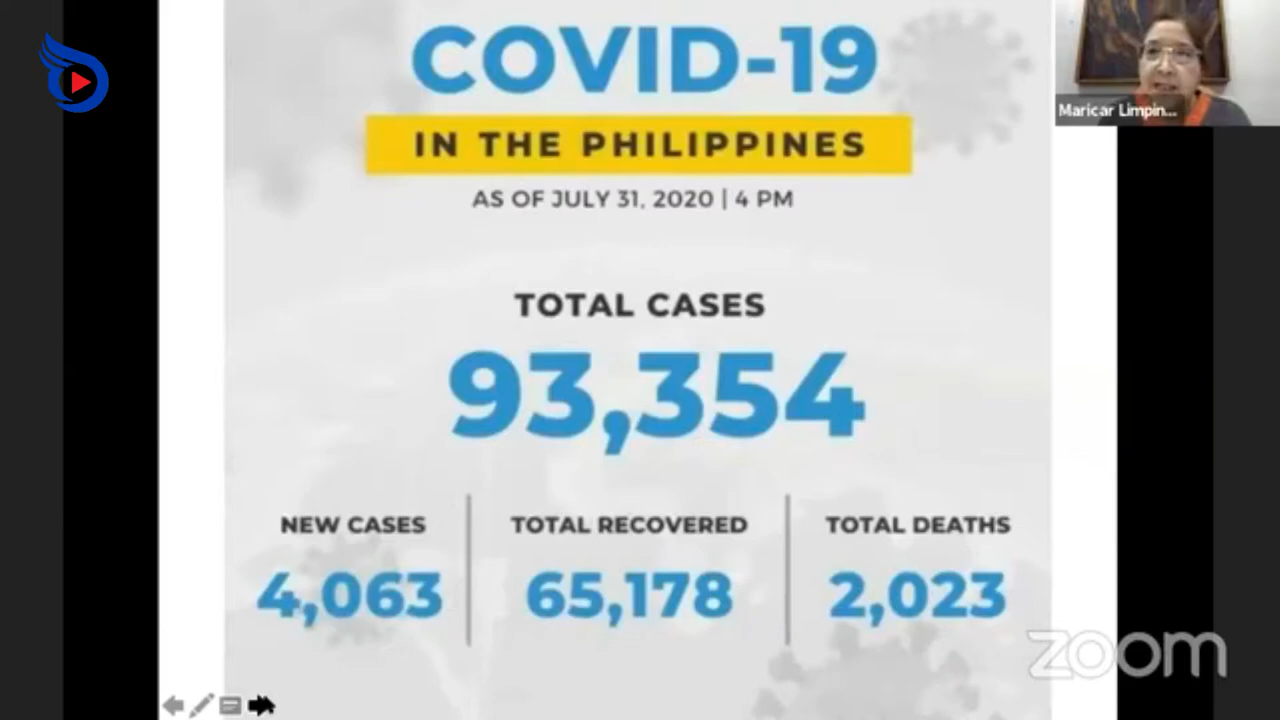 COVID-19
IN THE PHILIPPINES
AS OF JULY 31, 2020 | 4 PM
Maricar Limpin...
TOTAL CASES
93,354
NEW CASES
4,063
TOTAL RECOVERED
65,178
TOTAL DEATHS
2,023
zoom